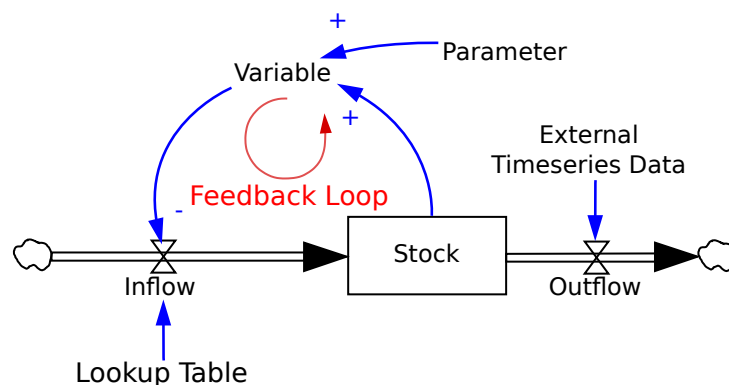 +
Parameter
Variable
+
External
Timeseries Data
Feedback Loop
-
Stock
Inflow
Outflow
Lookup Table